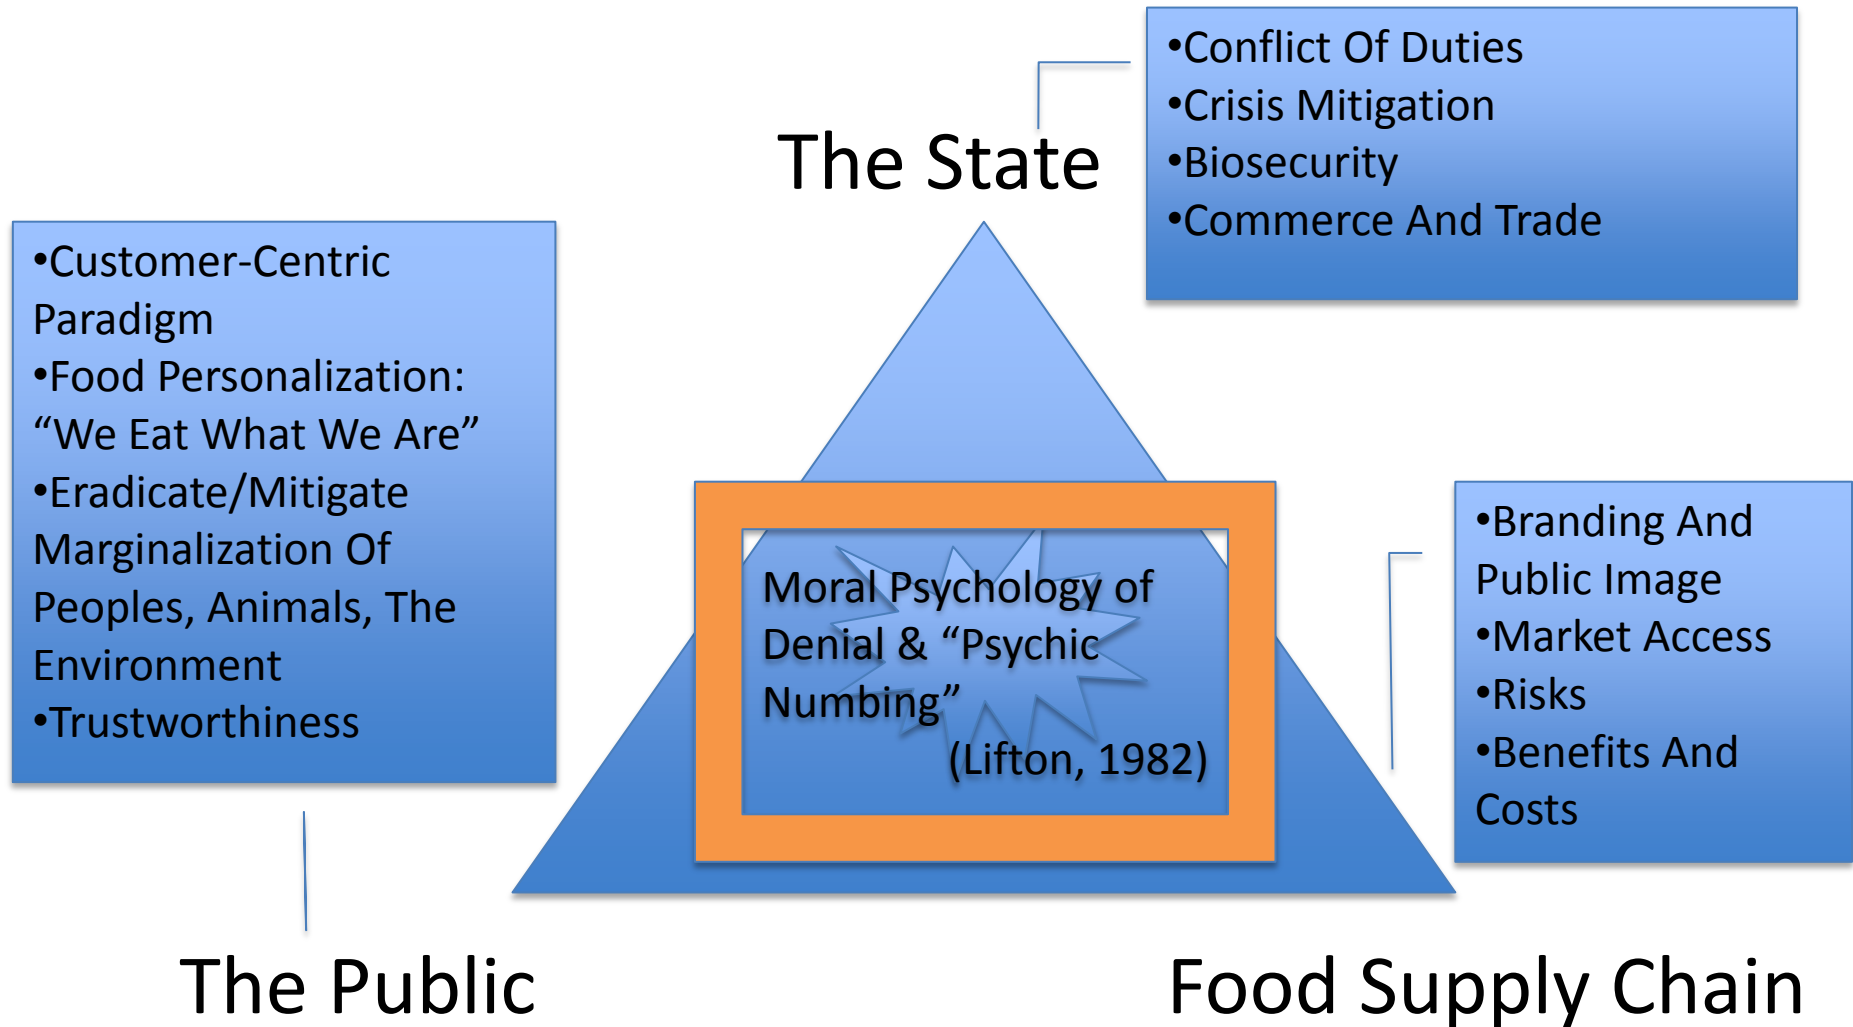 The State
•Conflict Of Duties
•Crisis Mitigation
•Biosecurity
•Commerce And Trade
•Customer-Centric
Paradigm
•Food Personalization:
“We Eat What We Are”
•Eradicate/Mitigate
Marginalization Of
Peoples, Animals, The
Environment
•Trustworthiness
Moral Psychology of
Denial & “Psychic
Numbing”
(Lifton, 1982)
•Branding And
Public Image
•Market Access
•Risks
•Benefits And
Costs
The Public
Food Supply Chain